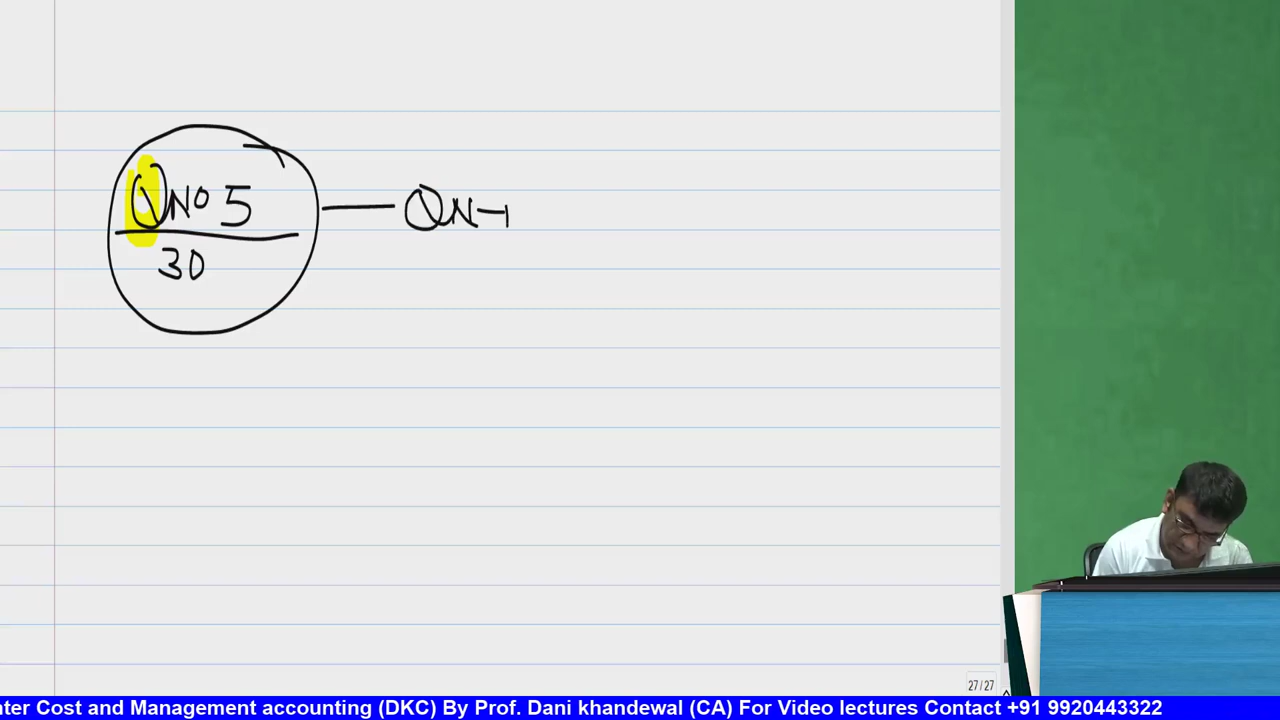 QNO 5 — QN-1
30
27/27
nter Cost and Management accounting (DKC) By Prof. Dani khandewal (CA) For Video lectures Contact +91 9920443322